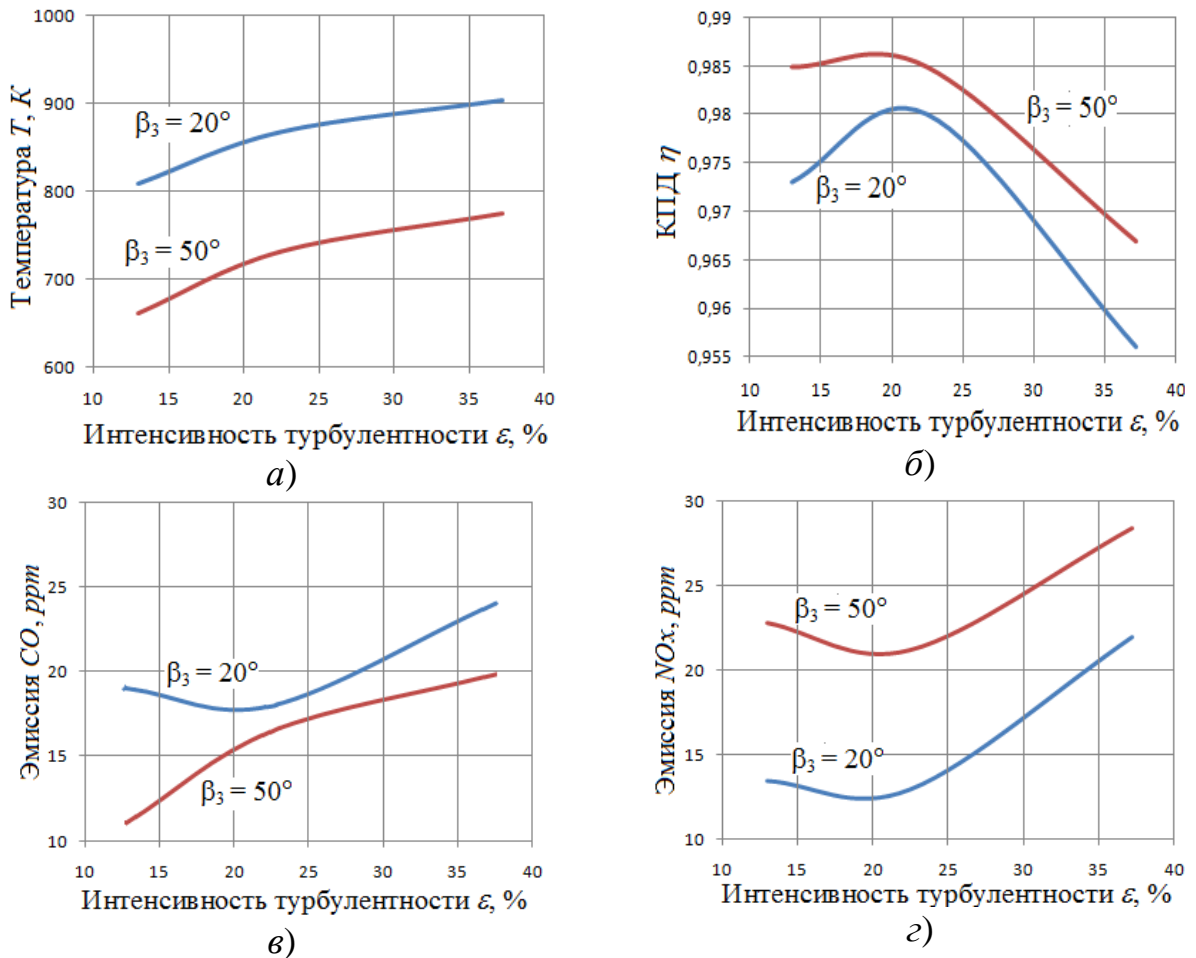 Температура T, К
1000
900
800
700
600
β₃ = 20°
β₃ = 50°
10 15 20 25 30 35 40
Интенсивность турбулентности ε, %
а)
КПД η
0,99
0,985
0,98
0,975
0,97
0,965
0,96
0,955
β₃ = 50°
β₃ = 20°
10 15 20 25 30 35 40
Интенсивность турбулентности ε, %
б)
Эмиссия CO, ppm
30
25
20
15
10
β₃ = 20°
β₃ = 50°
10 15 20 25 30 35 40
Интенсивность турбулентности ε, %
в)
Эмиссия NOx, ppm
30
25
20
15
10
β₃ = 50°
β₃ = 20°
10 15 20 25 30 35 40
Интенсивность турбулентности ε, %
г)